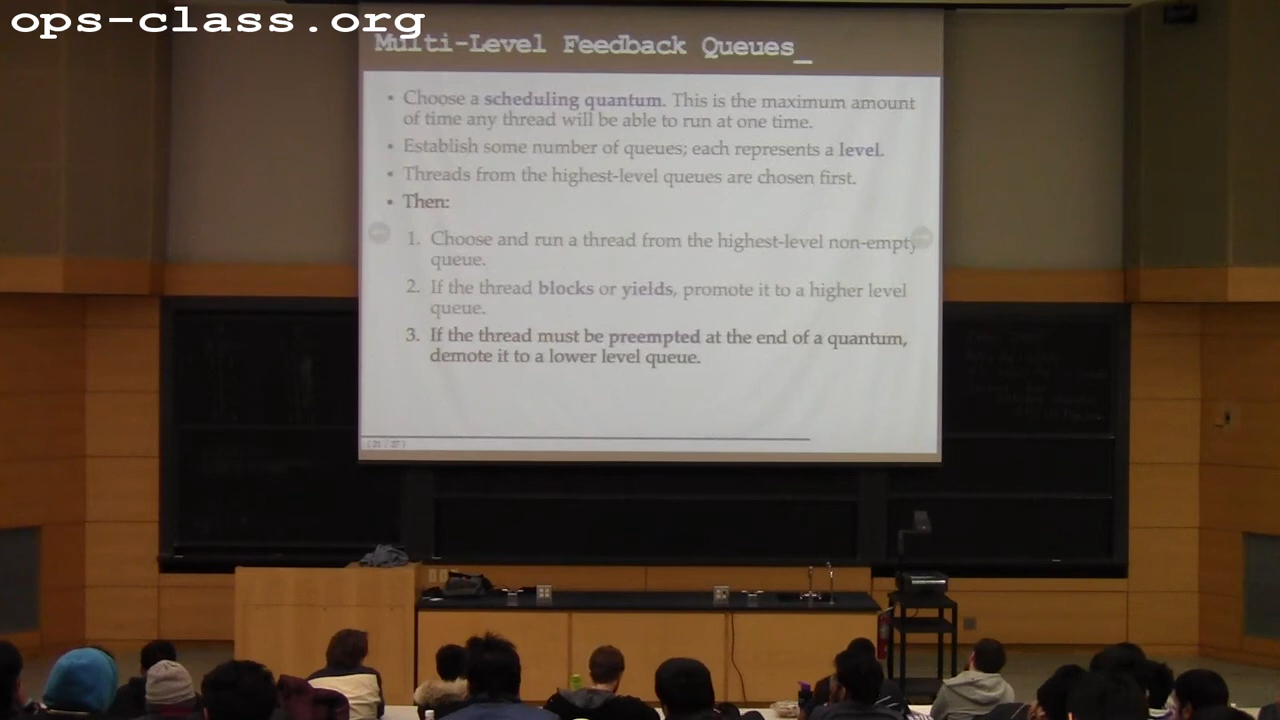 ops-class.org
Multi-Level Feedback Queues_
• Choose a scheduling quantum. This is the maximum amount
of time any thread will be able to run at one time.
• Establish some number of queues; each represents a level.
• Threads from the highest-level queues are chosen first.
• Then:
1. Choose and run a thread from the highest-level non-empty
queue.
2. If the thread blocks or yields, promote it to a higher level
queue.
3. If the thread must be preempted at the end of a quantum,
demote it to a lower level queue.